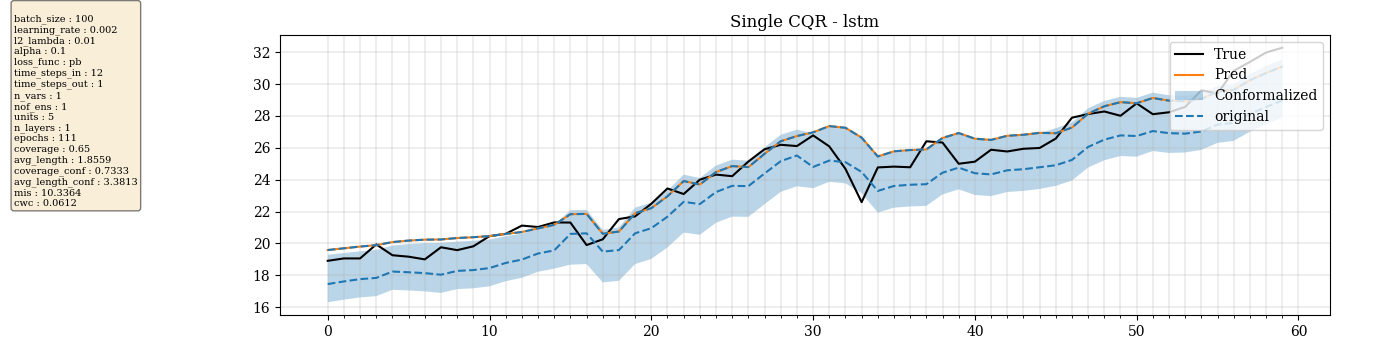 batch_size : 100
learning_rate : 0.002
l2_lambda : 0.01
alpha : 0.1
loss_func : pb
time_steps_in : 12
time_steps_out : 1
n_vars : 1
nof_ens : 1
units : 5
n_layers : 1
epochs : 111
coverage : 0.65
avg_length : 1.8559
coverage_conf : 0.7333
avg_length_conf : 3.3813
mis : 10.3364
cwc : 0.0612
Single CQR - lstm
32
30
28
26
24
22
20
18
16
True
Pred
Conformalized
original
0 10 20 30 40 50 60